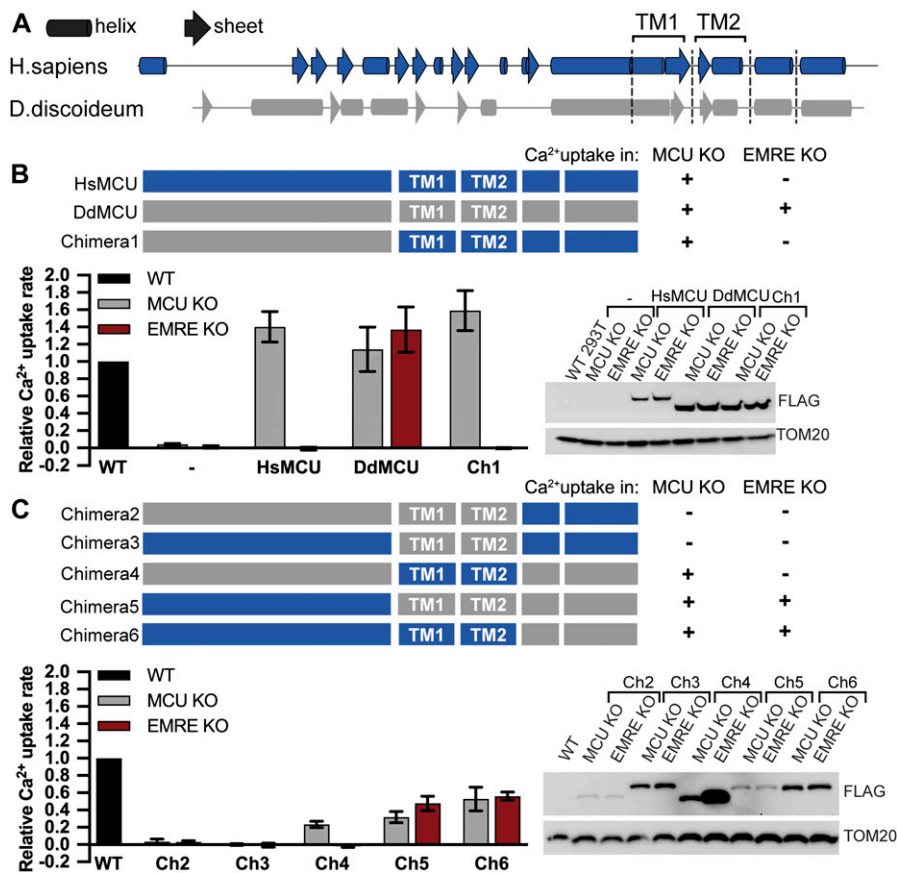 A
helix
sheet
TM1
TM2
H.sapiens
D.discoideum
B
Ca2+uptake in:
MCU KO
EMRE KO
HsMCU
TM1
TM2
+
-
DdMCU
TM1
TM2
+
+
Chimera1
TM1
TM2
+
-
Relative Ca2+ uptake rate
2.0
1.8
1.6
1.4
1.2
1.0
0.8
0.6
0.4
0.2
0.0
-0.2
WT
MCU KO
EMRE KO
WT
-
HsMCU
DdMCU
Ch1
-
HsMCU
DdMCU
Ch1
WT 293T
MCU KO
EMRE KO
MCU KO
EMRE KO
MCU KO
EMRE KO
MCU KO
EMRE KO
FLAG
TOM20
C
Ca2+uptake in:
MCU KO
EMRE KO
Chimera2
TM1
TM2
-
-
Chimera3
TM1
TM2
-
-
Chimera4
TM1
TM2
+
-
Chimera5
TM1
TM2
+
+
Chimera6
TM1
TM2
+
+
Relative Ca2+ uptake rate
2.0
1.8
1.6
1.4
1.2
1.0
0.8
0.6
0.4
0.2
0.0
-0.2
WT
MCU KO
EMRE KO
WT
Ch2
Ch3
Ch4
Ch5
Ch6
Ch2
Ch3
Ch4
Ch5
Ch6
WT
MCU KO
EMRE KO
MCU KO
EMRE KO
MCU KO
EMRE KO
MCU KO
EMRE KO
MCU KO
EMRE KO
FLAG
TOM20